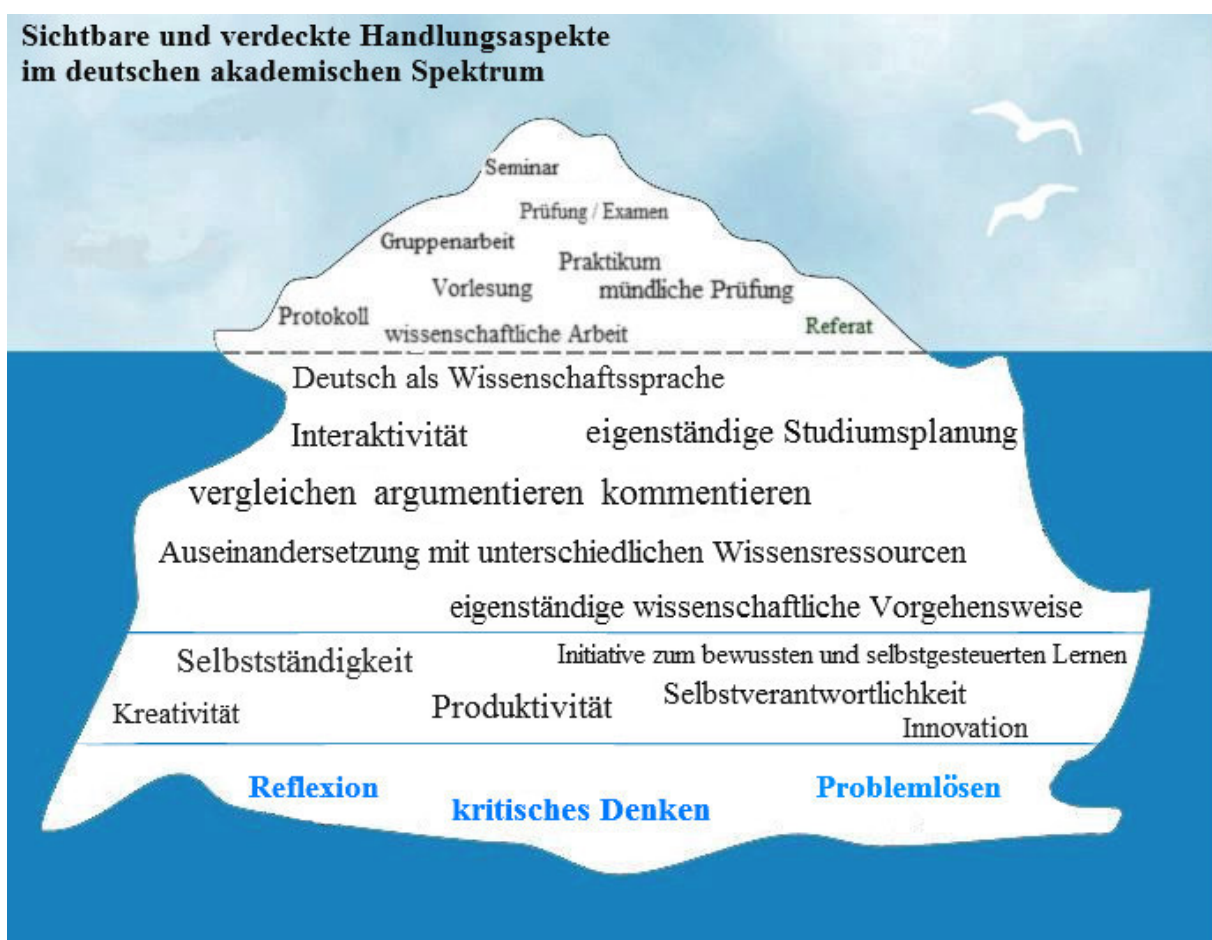 Sichtbare und verdeckte Handlungsaspekte
im deutschen akademischen Spektrum
Seminar
Prüfung / Examen
Gruppenarbeit
Praktikum
Vorlesung
mündliche Prüfung
Protokoll
Referat
wissenschaftliche Arbeit
Deutsch als Wissenschaftssprache
Interaktivität
eigenständige Studiumsplanung
vergleichen argumentieren kommentieren
Auseinandersetzung mit unterschiedlichen Wissensressourcen
eigenständige wissenschaftliche Vorgehensweise
Selbstständigkeit
Initiative zum bewussten und selbstgesteuerten Lernen
Kreativität
Produktivität
Selbstverantwortlichkeit
Innovation
Reflexion
kritisches Denken
Problemlösen